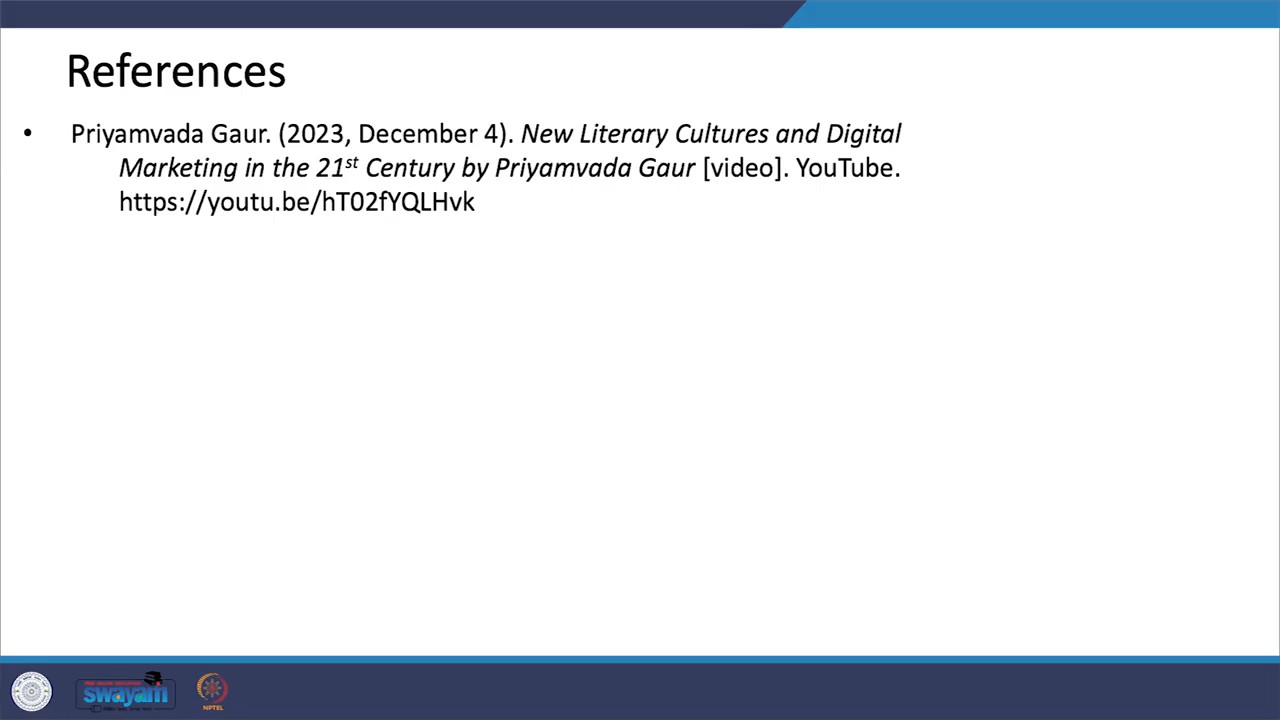 References
• Priyamvada Gaur. (2023, December 4). New Literary Cultures and Digital
Marketing in the 21st Century by Priyamvada Gaur [video]. YouTube.
https://youtu.be/hT02fYQLHvk
swayam
NPTEL